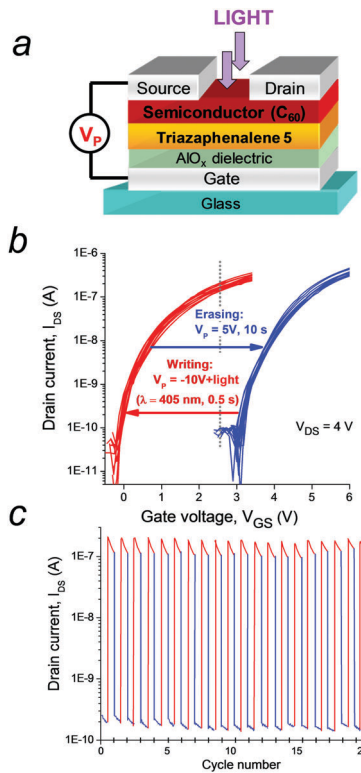 a
LIGHT
Source
Drain
Semiconductor (C₆₀)
V_P
Triazaphenalene 5
AlOₓ dielectric
Gate
Glass
b
1E-6
1E-7
1E-8
1E-9
1E-10
1E-11
Drain current, I_DS (A)
Erasing:
V_P = 5V, 10 s
Writing:
V_P = -10V+light
(λ = 405 nm, 0.5 s)
V_DS = 4 V
0 1 2 3 4 5 6
Gate voltage, V_GS (V)
c
1E-7
1E-8
1E-9
1E-10
Drain current, I_DS (A)
0 5 10 15
Cycle number